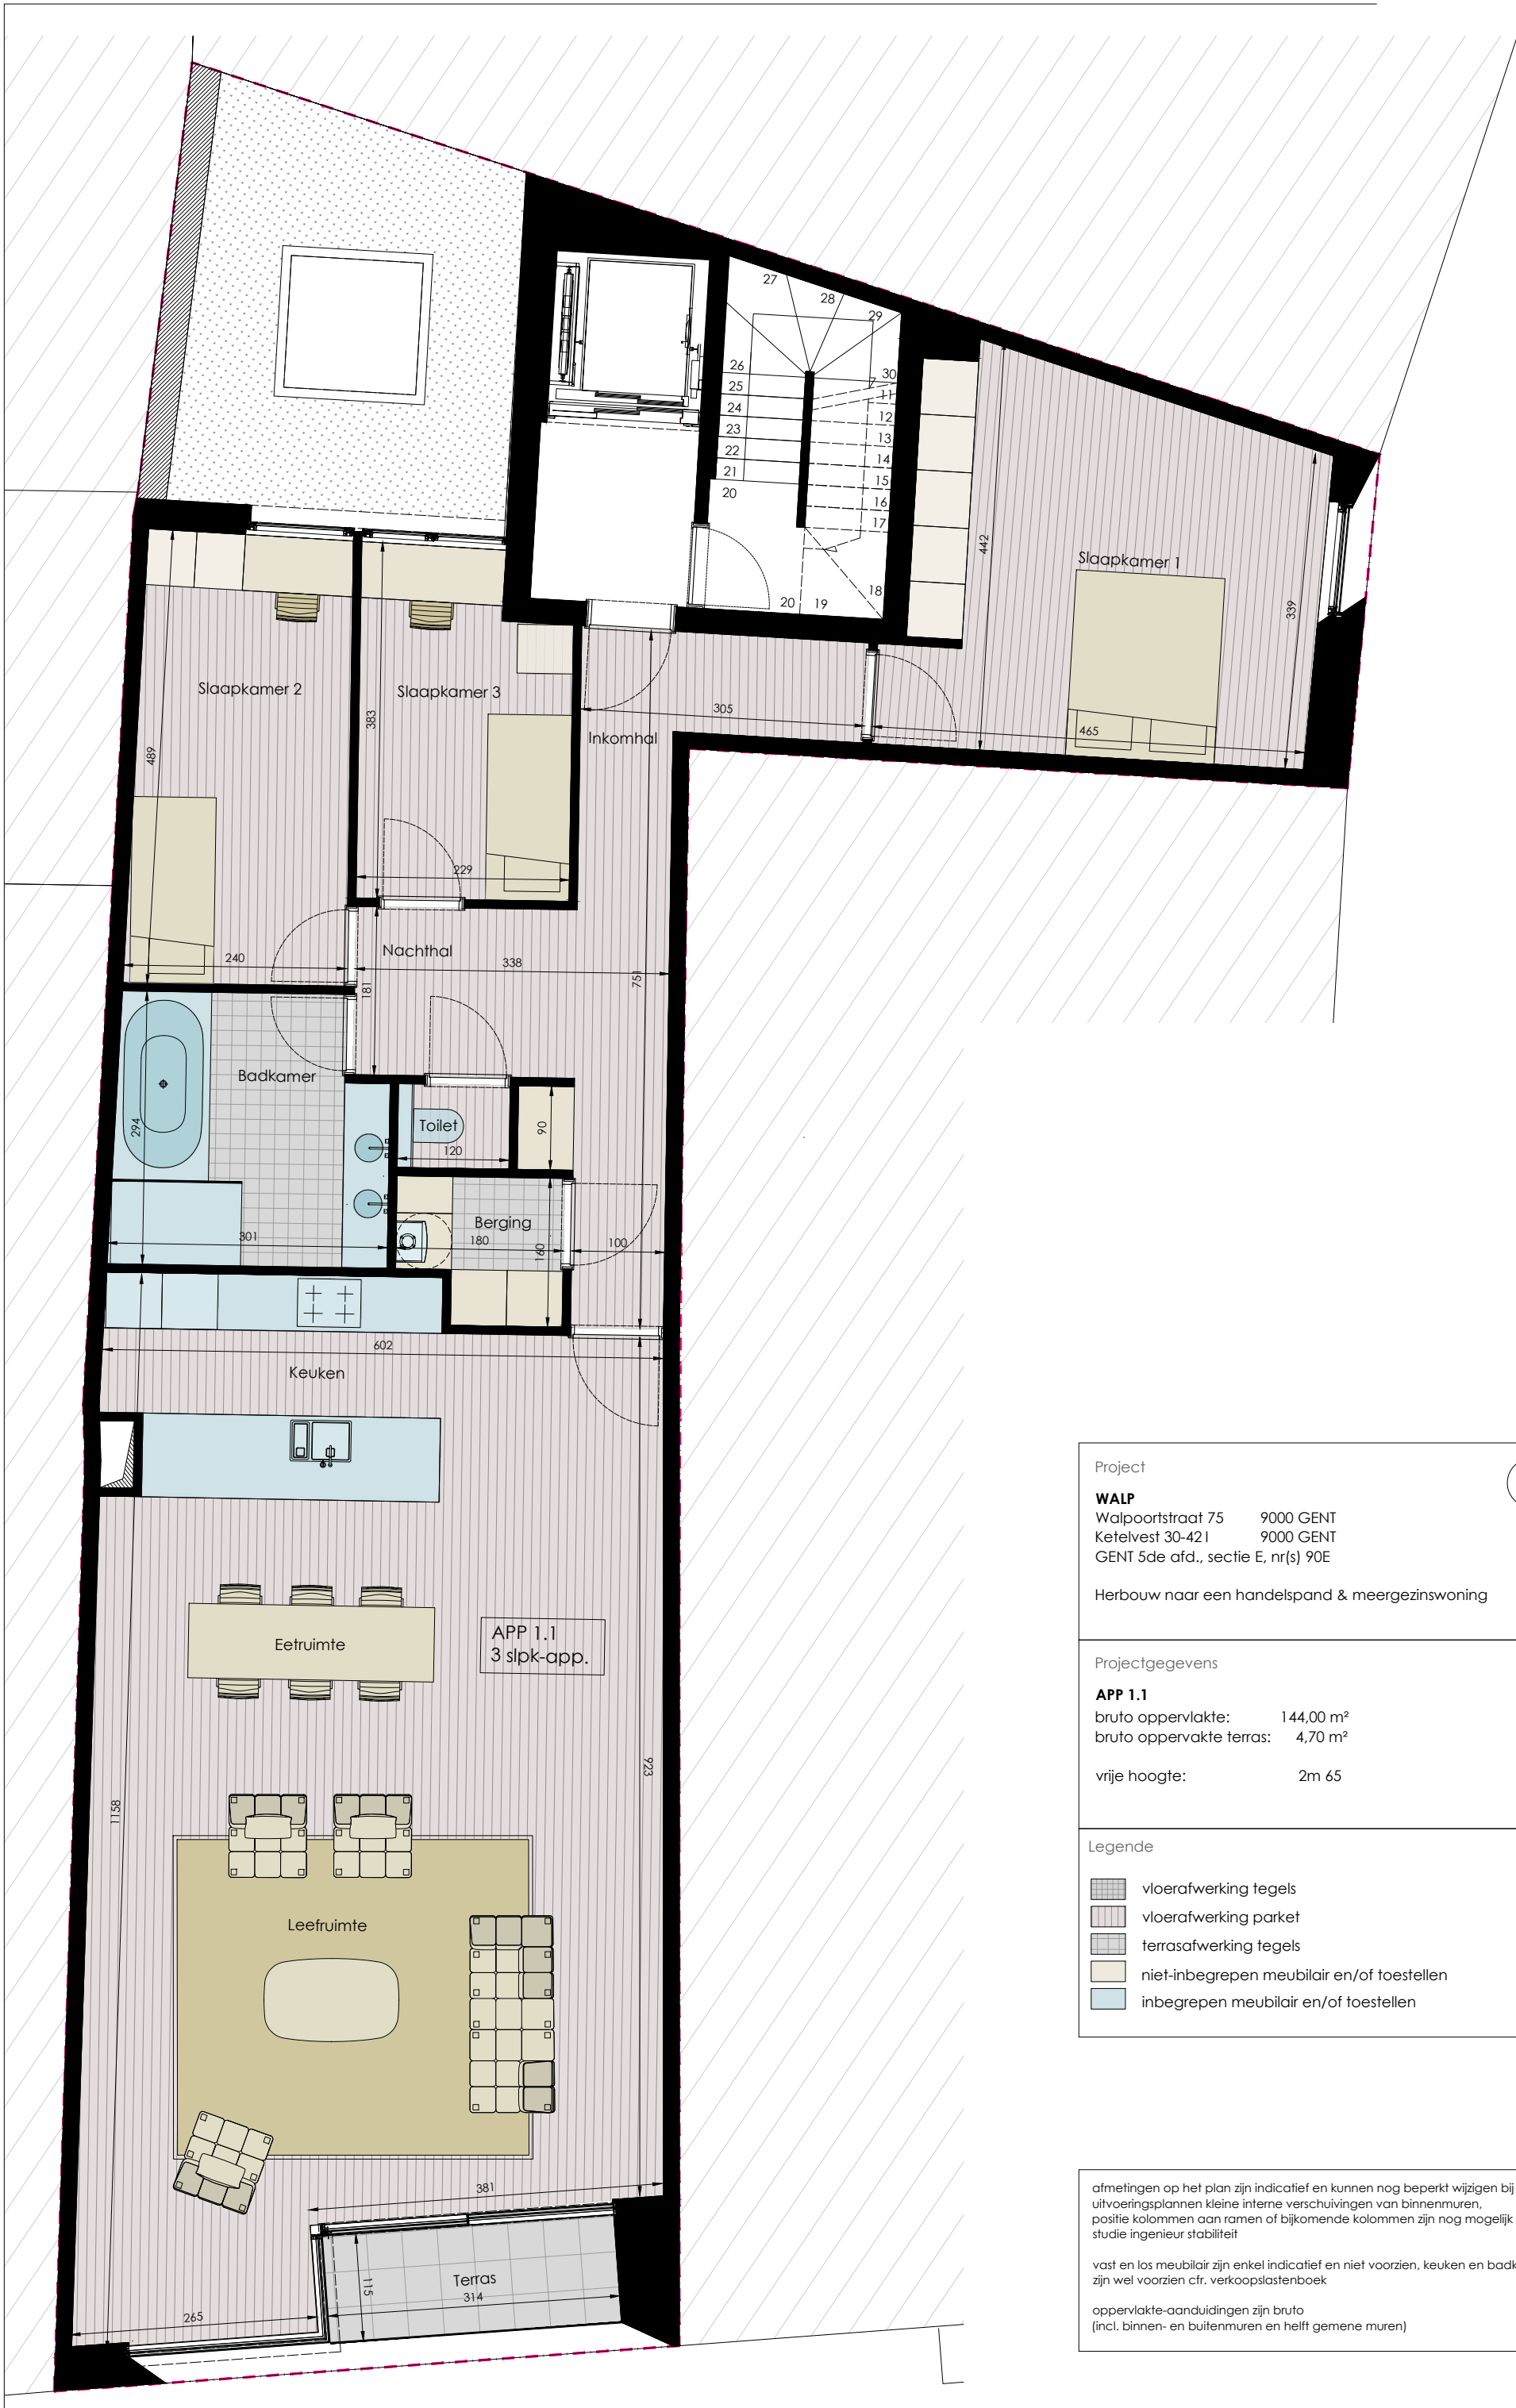 27
28
29
26
30
25
11
24
12
23
13
22
14
21
15
20
16
17
18
20
19
442
Slaapkamer 1
339
Slaapkamer 2
Slaapkamer 3
383
489
305
Inkomhal
465
229
Nachthal
240
338
181
751
Badkamer
294
Toilet
120
90
Berging
301
180
160
100
602
Keuken
APP 1.1
3 slpk-app.
Eetruimte
923
1158
Leefruimte
381
Terras
115
314
265
Project
WALP
Walpoortstraat 75 9000 GENT
Ketelvest 30-42 I 9000 GENT
GENT 5de afd., sectie E, nr(s) 90E
Herbouw naar een handelspand & meergezinswoning
Projectgegevens
APP 1.1
bruto oppervlakte: 144,00 m²
bruto oppervakte terras: 4,70 m²
vrije hoogte: 2m 65
Legende
vloerafwerking tegels
vloerafwerking parket
terrasafwerking tegels
niet-inbegrepen meubilair en/of toestellen
inbegrepen meubilair en/of toestellen
afmetingen op het plan zijn indicatief en kunnen nog beperkt wijzigen bij
uitvoeringsplannen kleine interne verschuivingen van binnenmuren,
positie kolommen aan ramen of bijkomende kolommen zijn nog mogelijk
studie ingenieur stabiliteit
vast en los meubilair zijn enkel indicatief en niet voorzien, keuken en badk
zijn wel voorzien cfr. verkoopslastenboek
oppervlakte-aanduidingen zijn bruto
(incl. binnen- en buitenmuren en helft gemene muren)